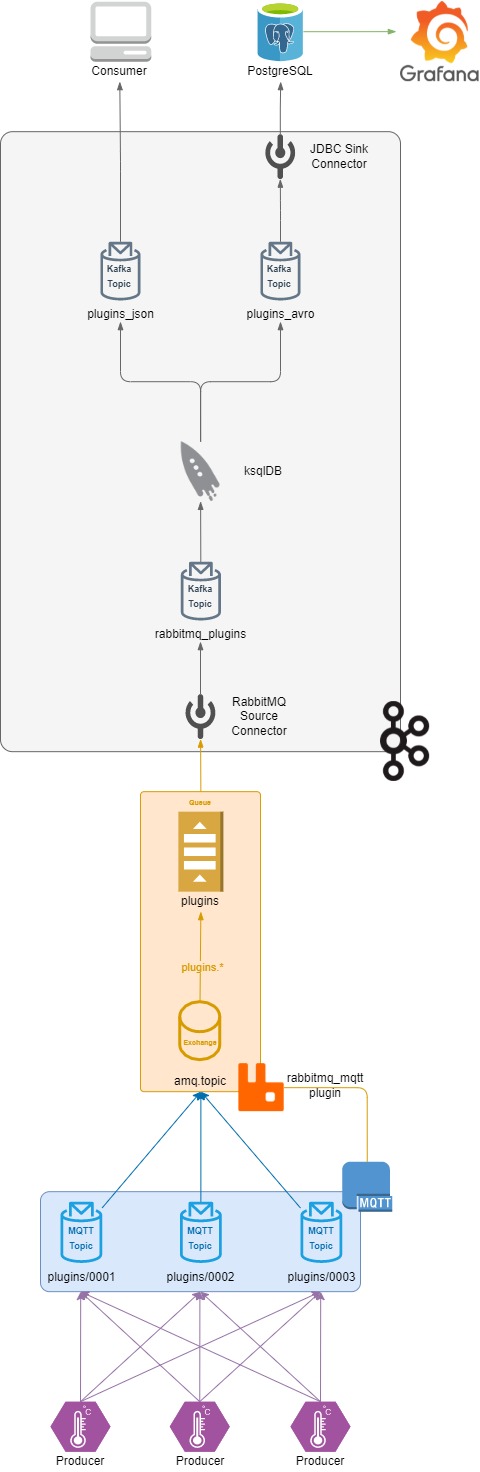 Consumer
PostgreSQL
Grafana
JDBC Sink
Connector
Kafka
Topic
plugins_json
Kafka
Topic
plugins_avro
ksqlDB
Kafka
Topic
rabbitmq_plugins
RabbitMQ
Source
Connector
Queue
plugins
plugins.*
Exchange
amq.topic
rabbitmq_mqtt
plugin
MQTT
MQTT
Topic
plugins/0001
MQTT
Topic
plugins/0002
MQTT
Topic
plugins/0003
°C
Producer
°C
Producer
°C
Producer